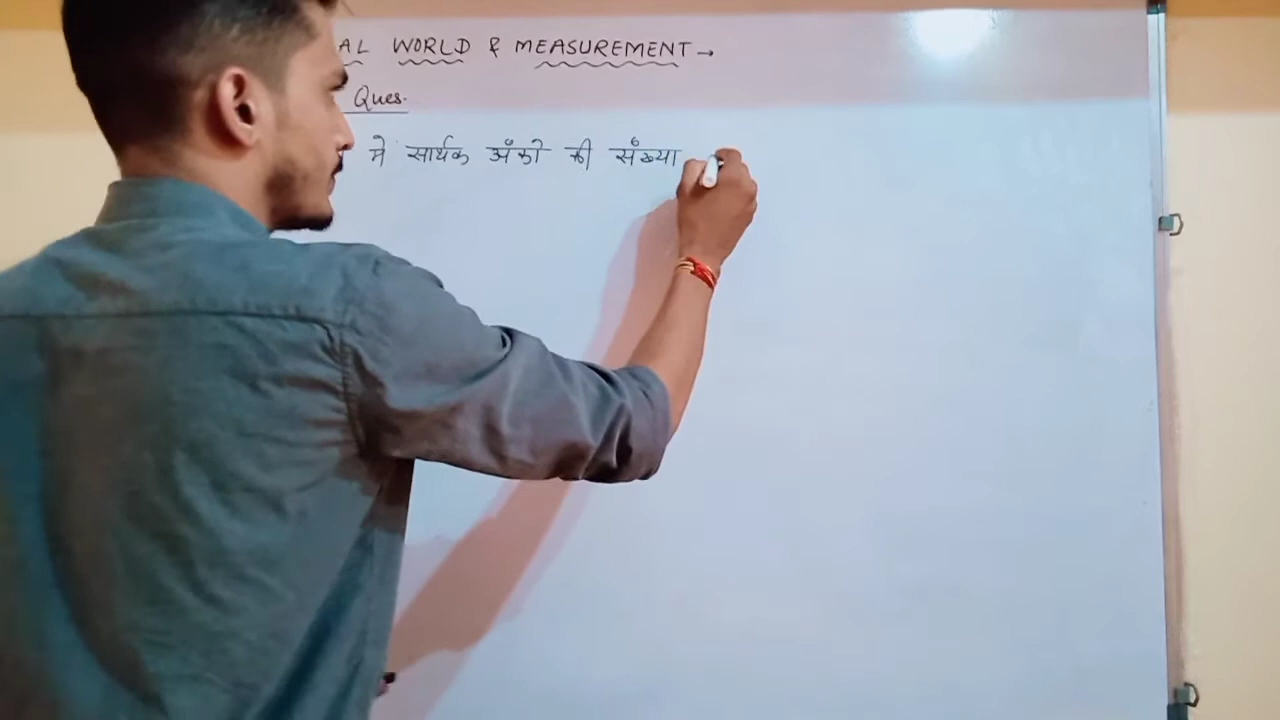 AL WORLD & MEASUREMENT →
Ques.
मे सार्थक अँको की सँख्या